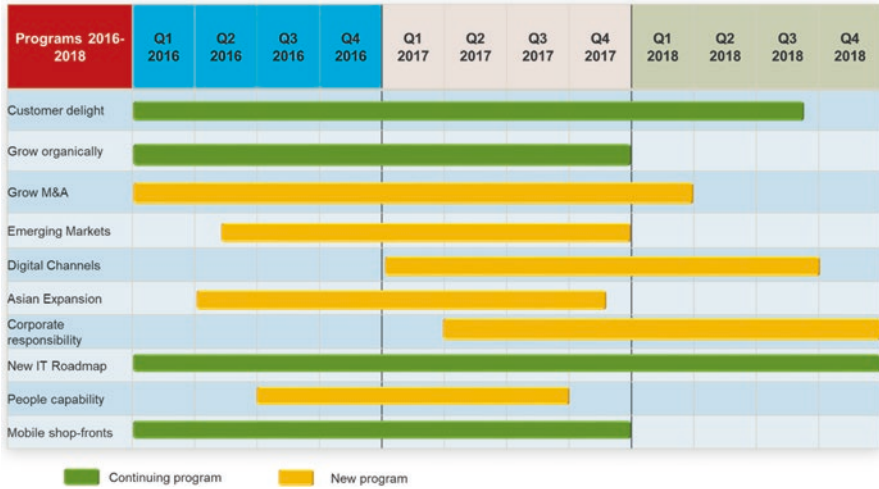 Programs 2016-
2018
Q1
2016
Q2
2016
Q3
2016
Q4
2016
Q1
2017
Q2
2017
Q3
2017
Q4
2017
Q1
2018
Q2
2018
Q3
2018
Q4
2018
Customer delight
Grow organically
Grow M&A
Emerging Markets
Digital Channels
Asian Expansion
Corporate
responsibility
New IT Roadmap
People capability
Mobile shop-fronts
Continuing program
New program